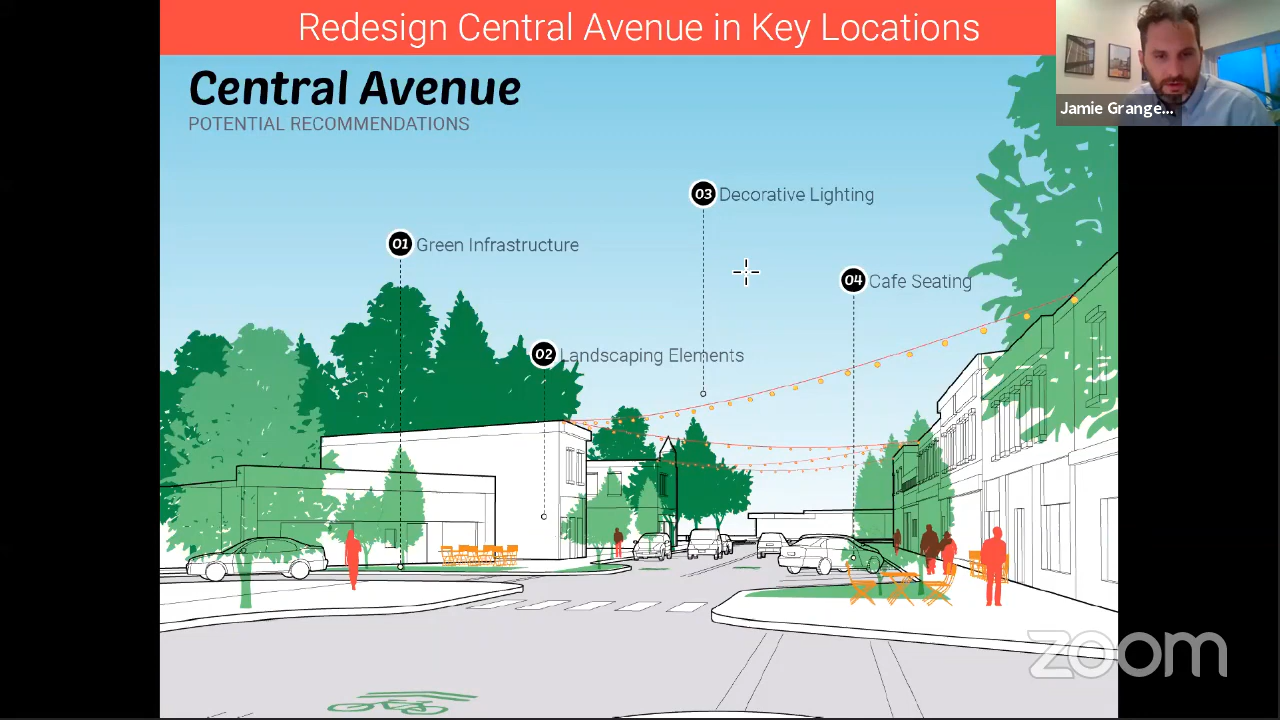 Redesign Central Avenue in Key Locations
Central Avenue
POTENTIAL RECOMMENDATIONS
Jamie Grange...
03 Decorative Lighting
01 Green Infrastructure
04 Cafe Seating
02 Landscaping Elements
zoom